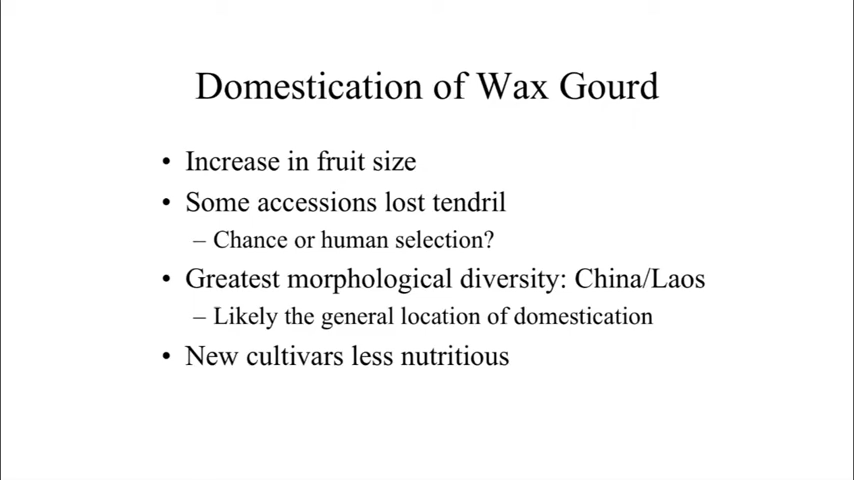 Domestication of Wax Gourd
• Increase in fruit size
• Some accessions lost tendril
– Chance or human selection?
• Greatest morphological diversity: China/Laos
– Likely the general location of domestication
• New cultivars less nutritious